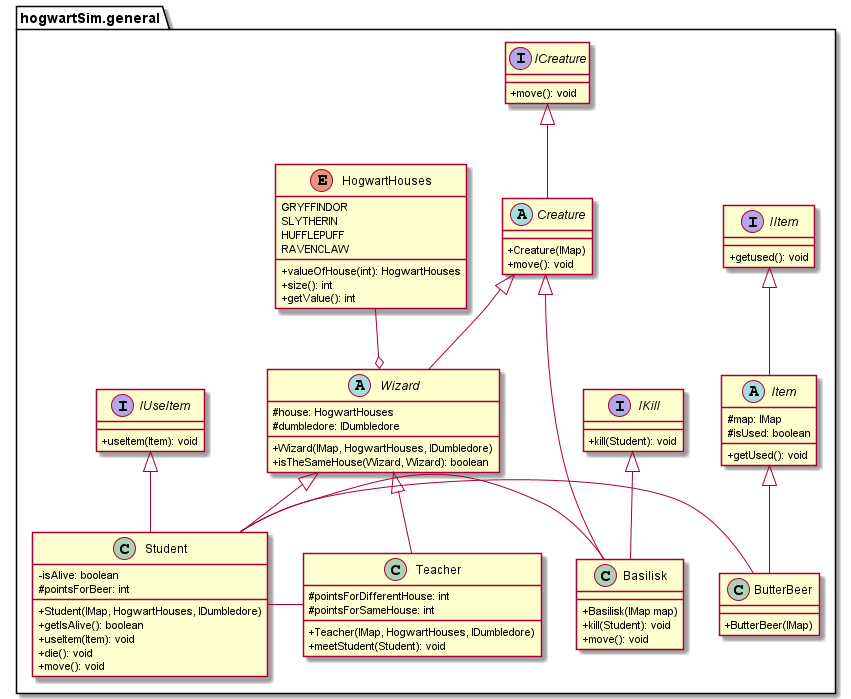 hogwartSim.general
I ICreature
+move(): void
E HogwartHouses
GRYFFINDOR
SLYTHERIN
HUFFLEPUFF
RAVENCLAW
+valueOfHouse(int): HogwartHouses
+size(): int
+getValue(): int
A Creature
+Creature(IMap)
+move(): void
I IItem
+getused(): void
I IUseItem
+useItem(Item): void
A Wizard
#house: HogwartHouses
#dumbledore: IDumbledore
+Wizard(IMap, HogwartHouses, IDumbledore)
+isTheSameHouse(Wizard, Wizard): boolean
I IKill
+kill(Student): void
A Item
#map: IMap
#isUsed: boolean
+getUsed(): void
C Student
-isAlive: boolean
#pointsForBeer: int
+Student(IMap, HogwartHouses, IDumbledore)
+getIsAlive(): boolean
+useItem(Item): void
+die(): void
+move(): void
C Teacher
#pointsForDifferentHouse: int
#pointsForSameHouse: int
+Teacher(IMap, HogwartHouses, IDumbledore)
+meetStudent(Student): void
C Basilisk
+Basilisk(IMap map)
+kill(Student): void
+move(): void
C ButterBeer
+ButterBeer(IMap)